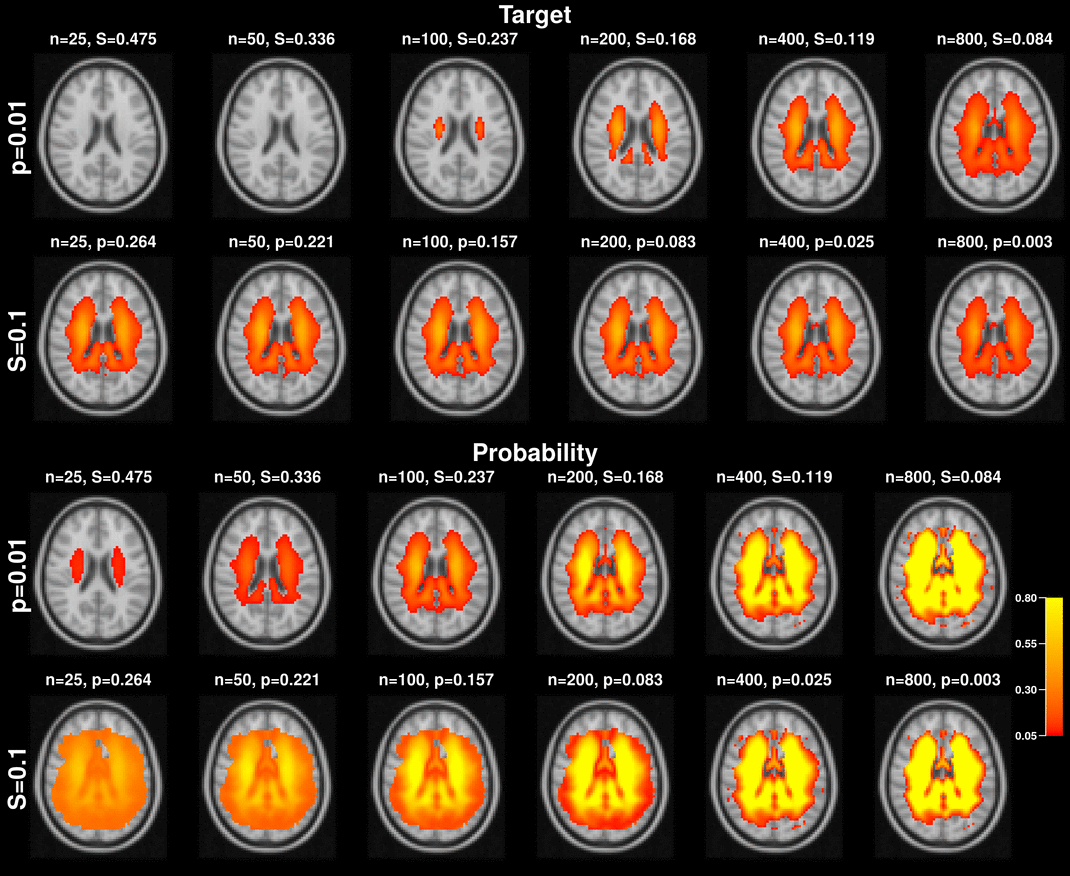 Target
n=25, S=0.475 n=50, S=0.336 n=100, S=0.237 n=200, S=0.168 n=400, S=0.119 n=800, S=0.084
p=0.01
n=25, p=0.264 n=50, p=0.221 n=100, p=0.157 n=200, p=0.083 n=400, p=0.025 n=800, p=0.003
S=0.1
Probability
n=25, S=0.475 n=50, S=0.336 n=100, S=0.237 n=200, S=0.168 n=400, S=0.119 n=800, S=0.084
p=0.01
0.80
0.55
0.30
0.05
n=25, p=0.264 n=50, p=0.221 n=100, p=0.157 n=200, p=0.083 n=400, p=0.025 n=800, p=0.003
S=0.1